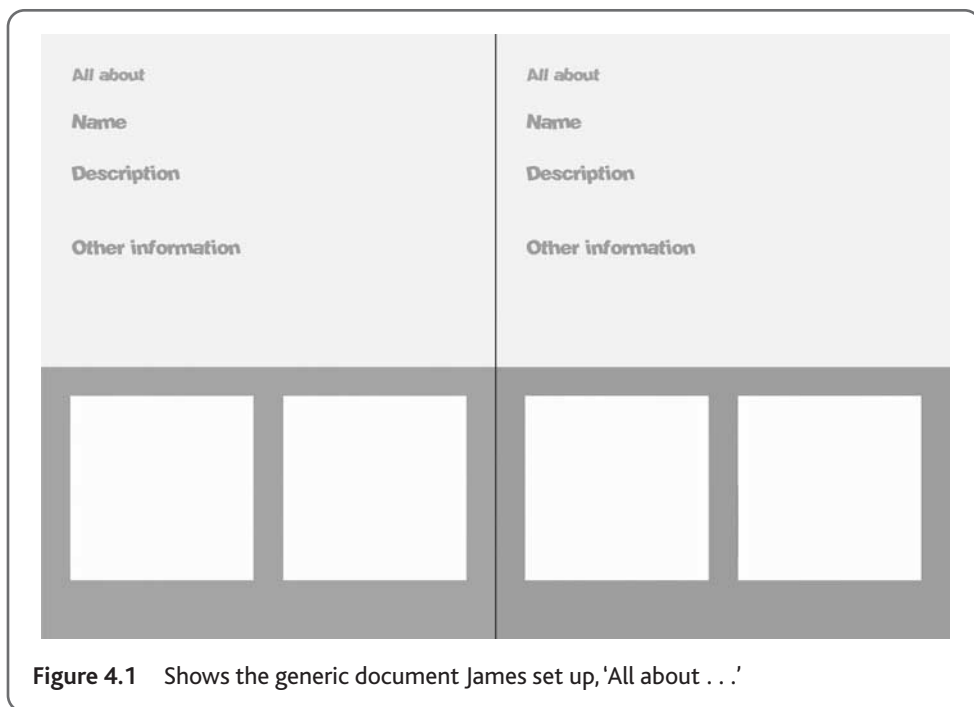 All about
Name
Description
Other information
All about
Name
Description
Other information
Figure 4.1 Shows the generic document James set up, ‘All about . . .’